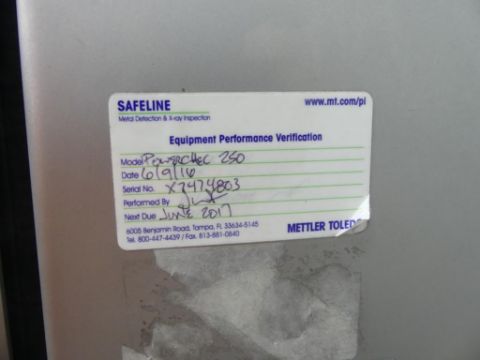 SAFELINE
www.mt.com/pi
Metal Detection & X-ray Inspection
Equipment Performance Verification
Model POWERCHEC 250
Date 6/9/16
Serial No. X7474803
Performed By
Next Due JUNE 2017
6005 Benjamin Road, Tampa, FL 33634-5145
Tel. 800-447-4439 / Fax. 813-881-0840
METTLER TOLEDO